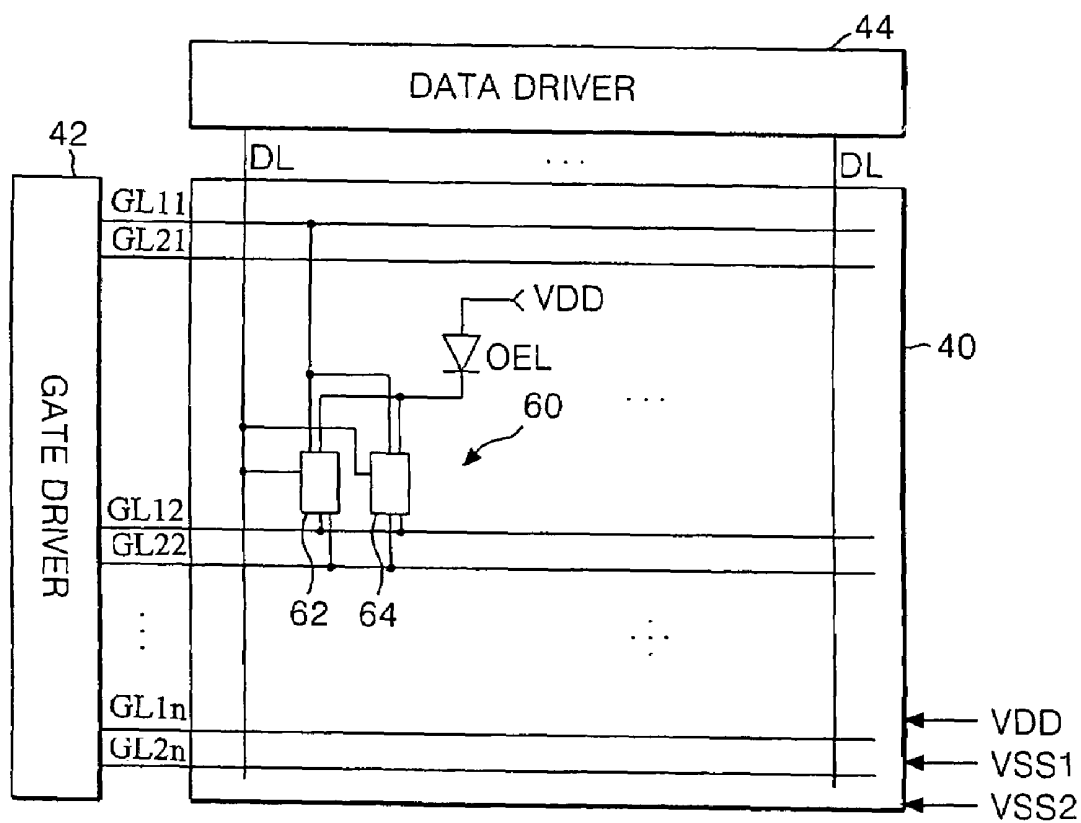 44
DATA DRIVER
42
DL ... DL
GL11
GL21
VDD
OEL
40
60
...
GATE DRIVER
GL12
GL22
62 64
GL1n
GL2n
VDD
VSS1
VSS2